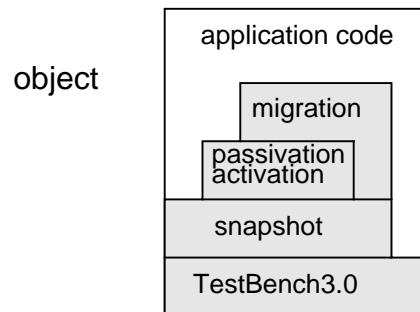 application code
object
migration
passivation
activation
snapshot
TestBench3.0